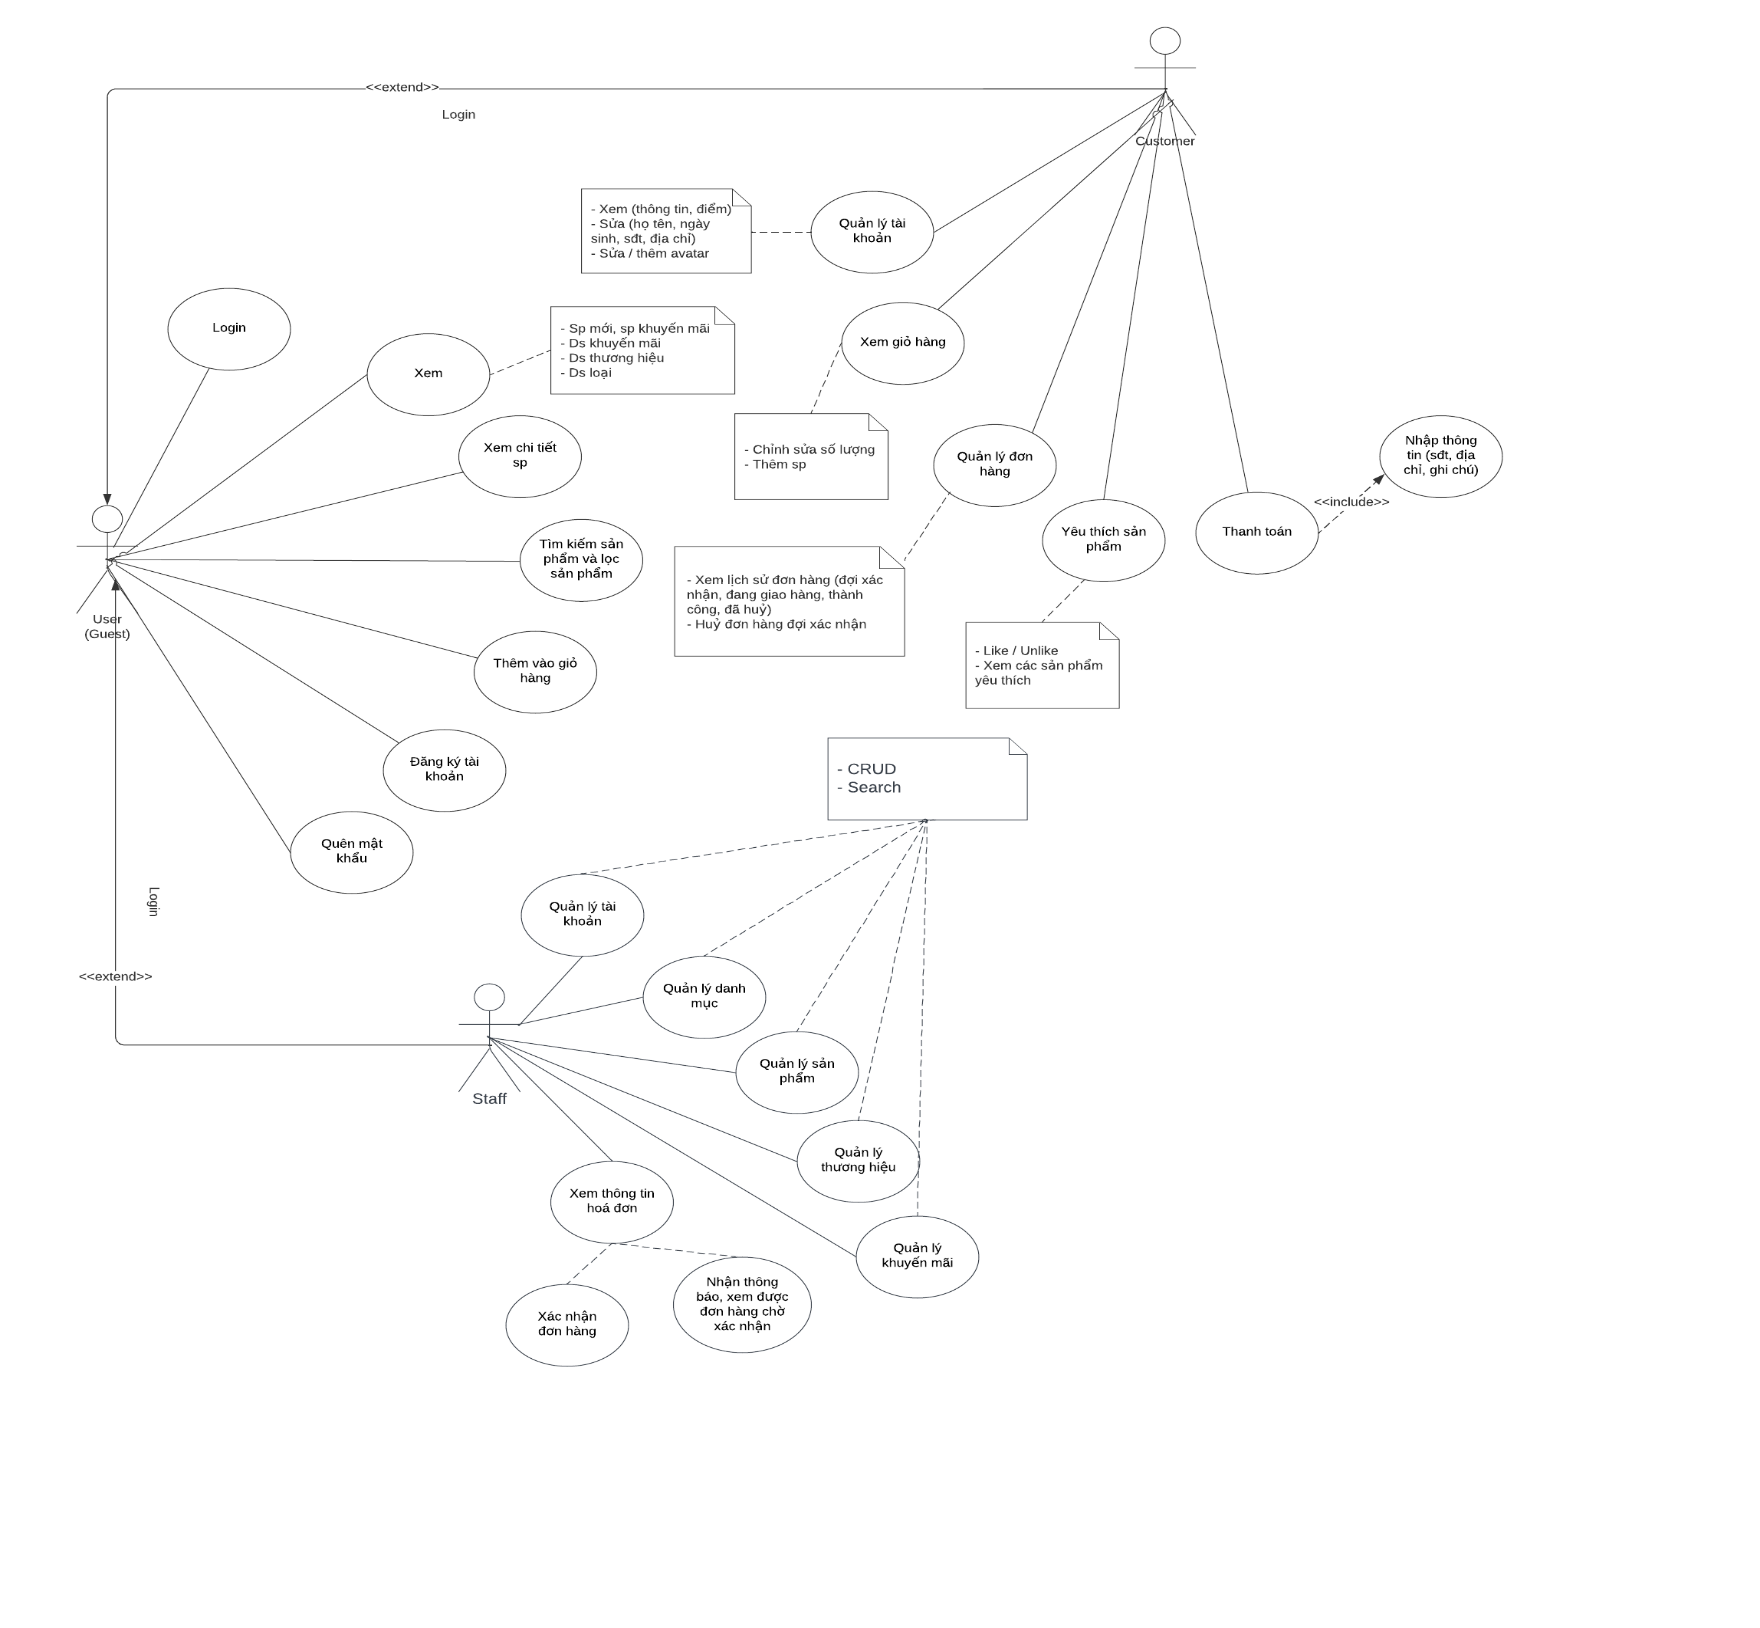 <<extend>>
Login
Customer
- Xem (thông tin, điểm)
- Sửa (họ tên, ngày
sinh, sđt, địa chỉ)
- Sửa / thêm avatar
Quản lý tài
khoản
Login
Xem
- Sp mới, sp khuyến mãi
- Ds khuyến mãi
- Ds thương hiệu
- Ds loại
Xem giỏ hàng
Xem chi tiết
sp
- Chỉnh sửa số lượng
- Thêm sp
Quản lý đơn
hàng
Nhập thông
tin (sđt, địa
chỉ, ghi chú)
<<include>>
Yêu thích sản
phẩm
Thanh toán
Tìm kiếm sản
phẩm và lọc
sản phẩm
- Xem lịch sử đơn hàng (đợi xác
nhận, đang giao hàng, thành
công, đã huỷ)
- Huỷ đơn hàng đợi xác nhận
User
(Guest)
- Like / Unlike
- Xem các sản phẩm
yêu thích
Thêm vào giỏ
hàng
Đăng ký tài
khoản
- CRUD
- Search
Quên mật
khẩu
Login
Quản lý tài
khoản
<<extend>>
Quản lý danh
mục
Quản lý sản
phẩm
Staff
Quản lý
thương hiệu
Xem thông tin
hoá đơn
Quản lý
khuyến mãi
Nhận thông
báo, xem được
đơn hàng chờ
xác nhận
Xác nhận
đơn hàng